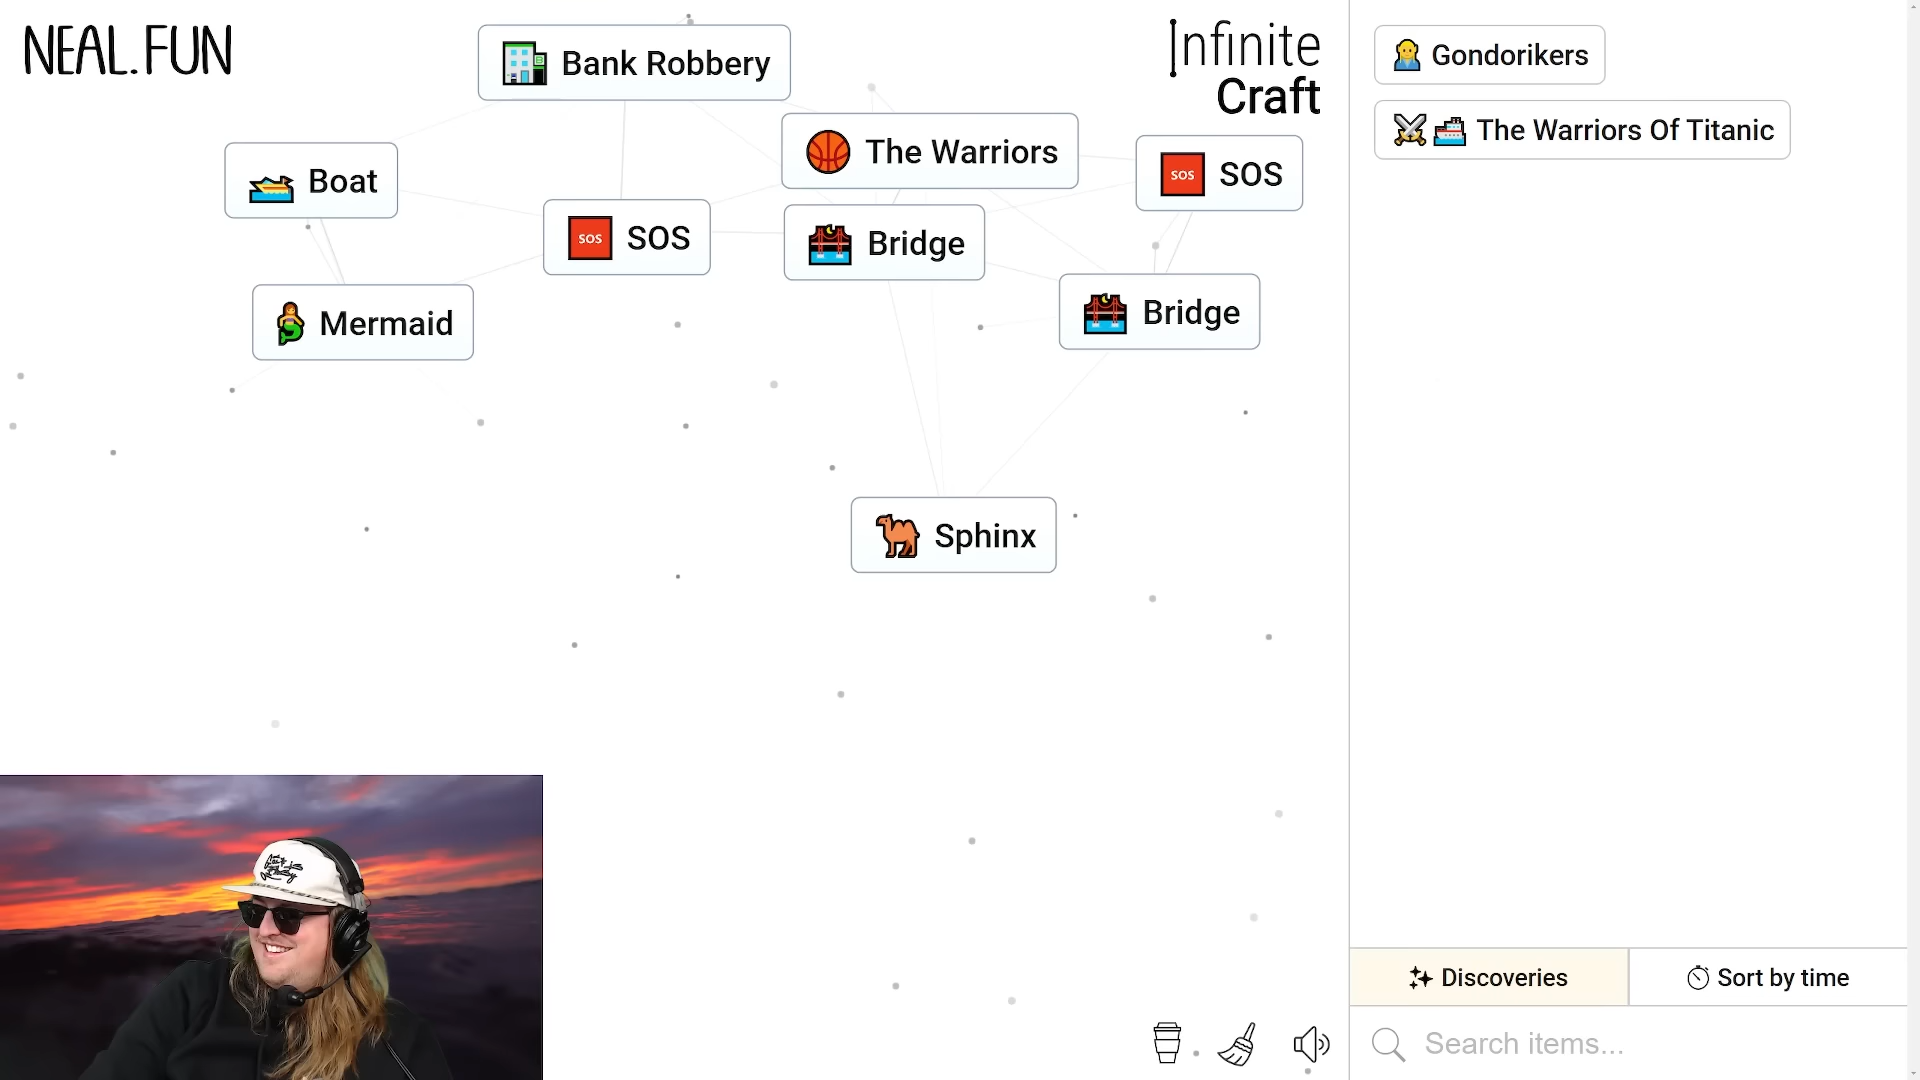 NEAL.FUN
Infinite
Craft
Bank Robbery
The Warriors
Boat
SOS
SOS
SOS
SOS
Bridge
Mermaid
Bridge
Sphinx
Gondorikers
The Warriors Of Titanic
Discoveries
Sort by time
Search items...